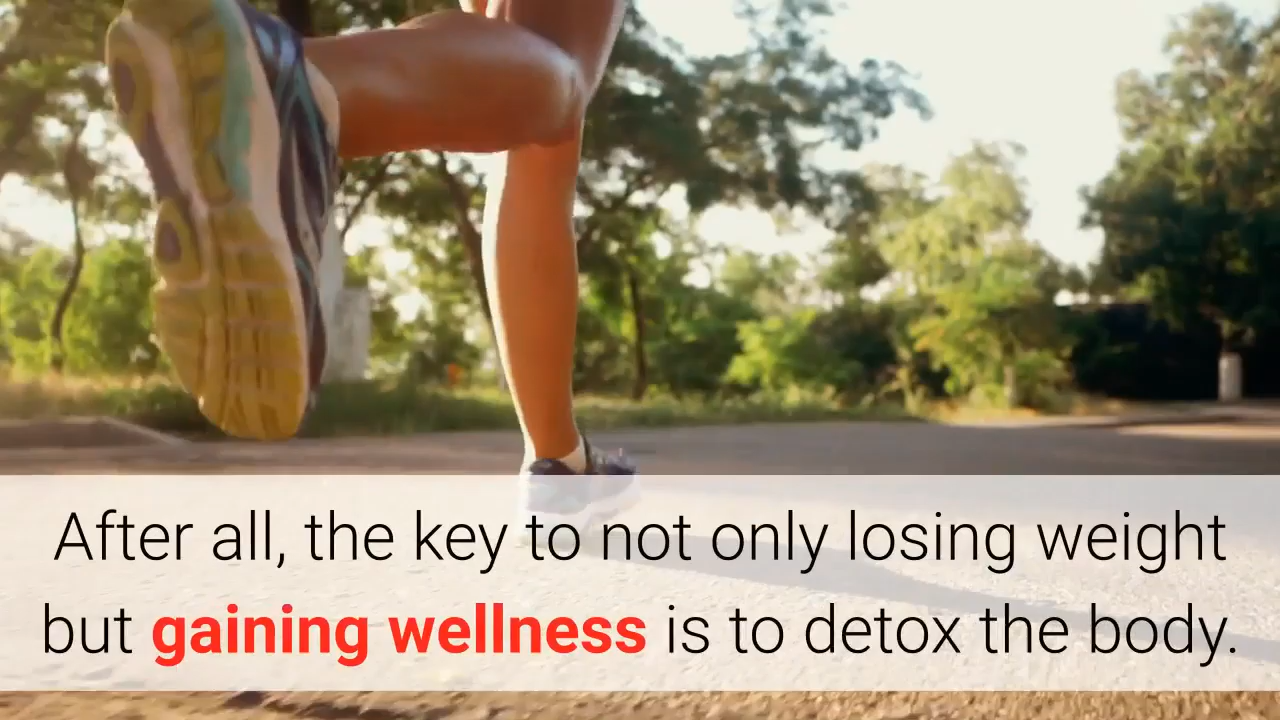 After all, the key to not only losing weight
but gaining wellness is to detox the body.